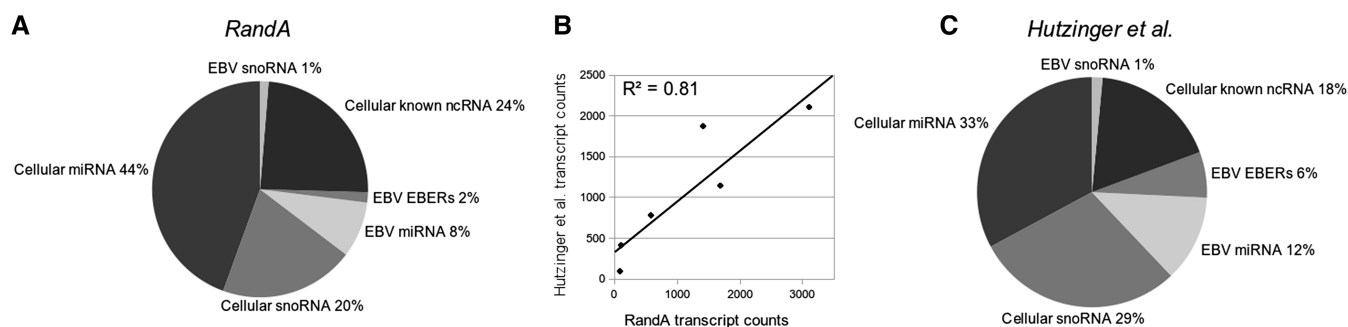 A
RandA
EBV snoRNA 1%
Cellular known ncRNA 24%
Cellular miRNA 44%
EBV EBERs 2%
EBV miRNA 8%
Cellular snoRNA 20%
B
R² = 0.81
Hutzinger et al. transcript counts
2500
2000
1500
1000
500
0
0 1000 2000 3000
RandA transcript counts
C
Hutzinger et al.
EBV snoRNA 1%
Cellular known ncRNA 18%
Cellular miRNA 33%
EBV EBERs 6%
EBV miRNA 12%
Cellular snoRNA 29%